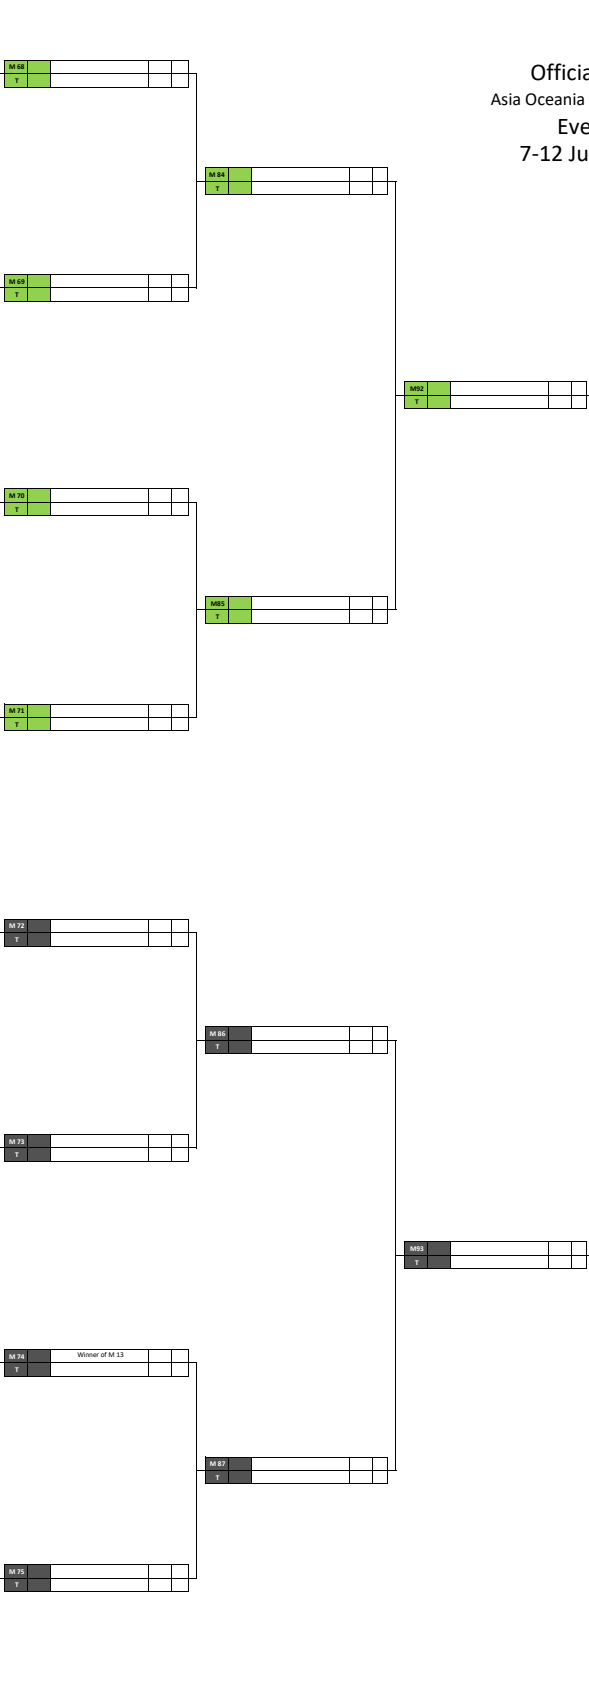 M 68
T
Officia
Asia Oceania
Eve
7-12 Ju
M 84
T
M 69
T
M92
T
M 70
T
M85
T
M 71
T
M 72
T
M 86
T
M 73
T
M93
T
M 74 Winner of M 13
T
M 87
T
M 75
T